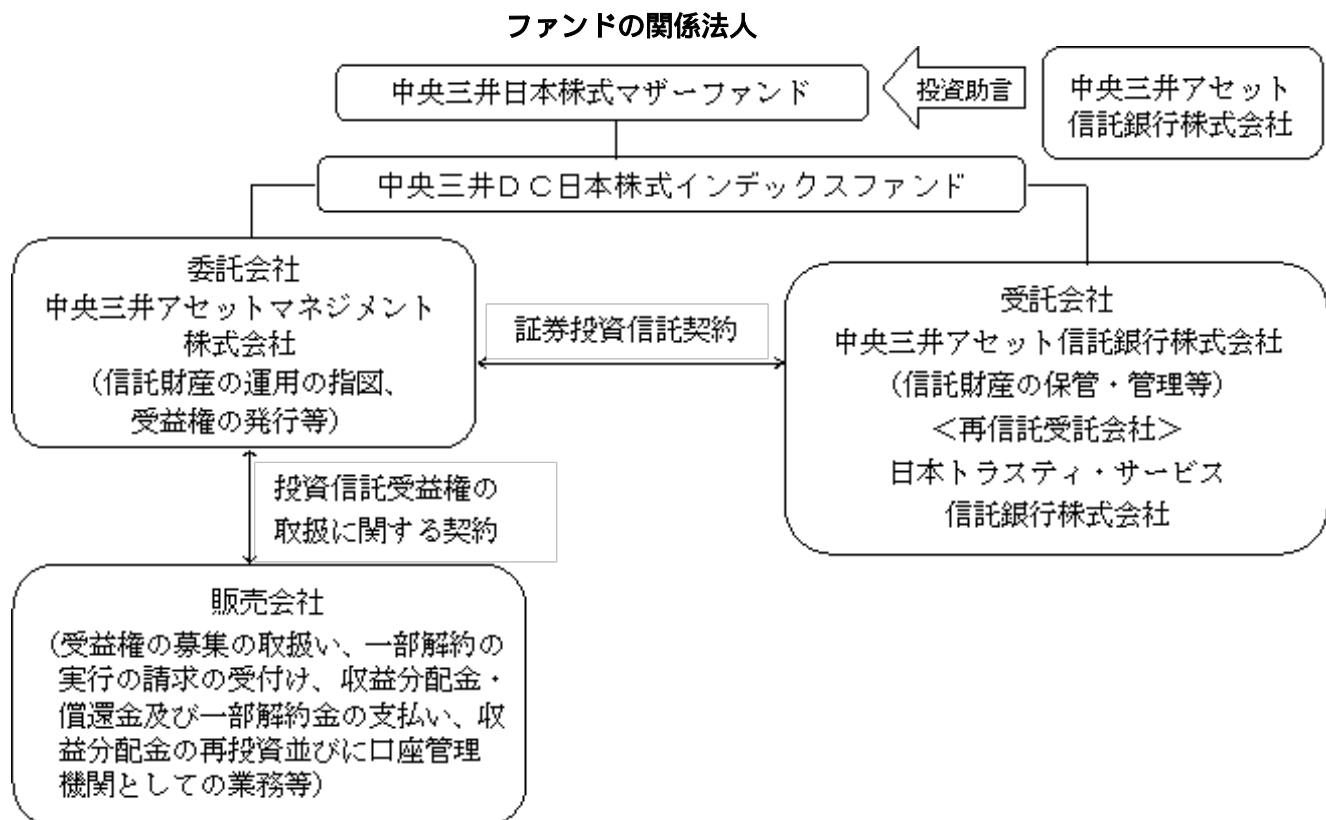 ファンドの関係法人
中央三井日本株式マザーファンド
投資助言
中央三井アセット
信託銀行株式会社
中央三井DC日本株式インデックスファンド
委託会社
中央三井アセットマネジメント
株式会社
(信託財産の運用の指図、
受益権の発行等)
証券投資信託契約
受託会社
中央三井アセット信託銀行株式会社
(信託財産の保管・管理等)
<再信託受託会社>
日本トラスティ・サービス
信託銀行株式会社
投資信託受益権の
取扱に関する契約
販売会社
(受益権の募集の取扱い、一部解約の
実行の請求の受付け、収益分配金・
償還金及び一部解約金の支払い、収
益分配金の再投資並びに口座管理
機関としての業務等)